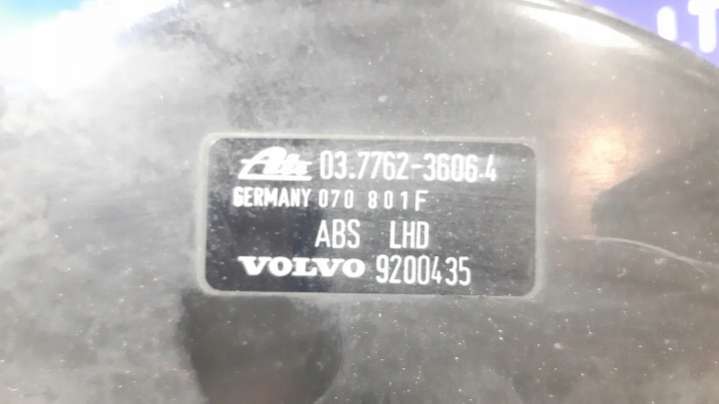 Ate 03.7762-3606.4
GERMANY 070 801F
ABS LHD
VOLVO 9200435